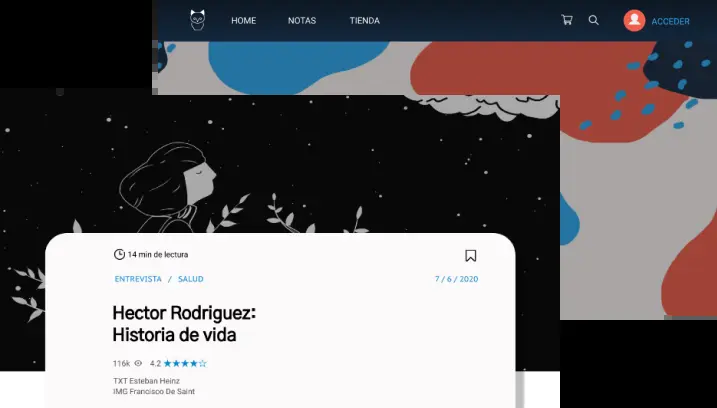 HOME NOTAS TIENDA ACCEDER
14 min de lectura
ENTREVISTA / SALUD 7 / 6 / 2020
Hector Rodriguez:
Historia de vida
116k 4.2
TXT Esteban Heinz
IMG Francisco De Saint